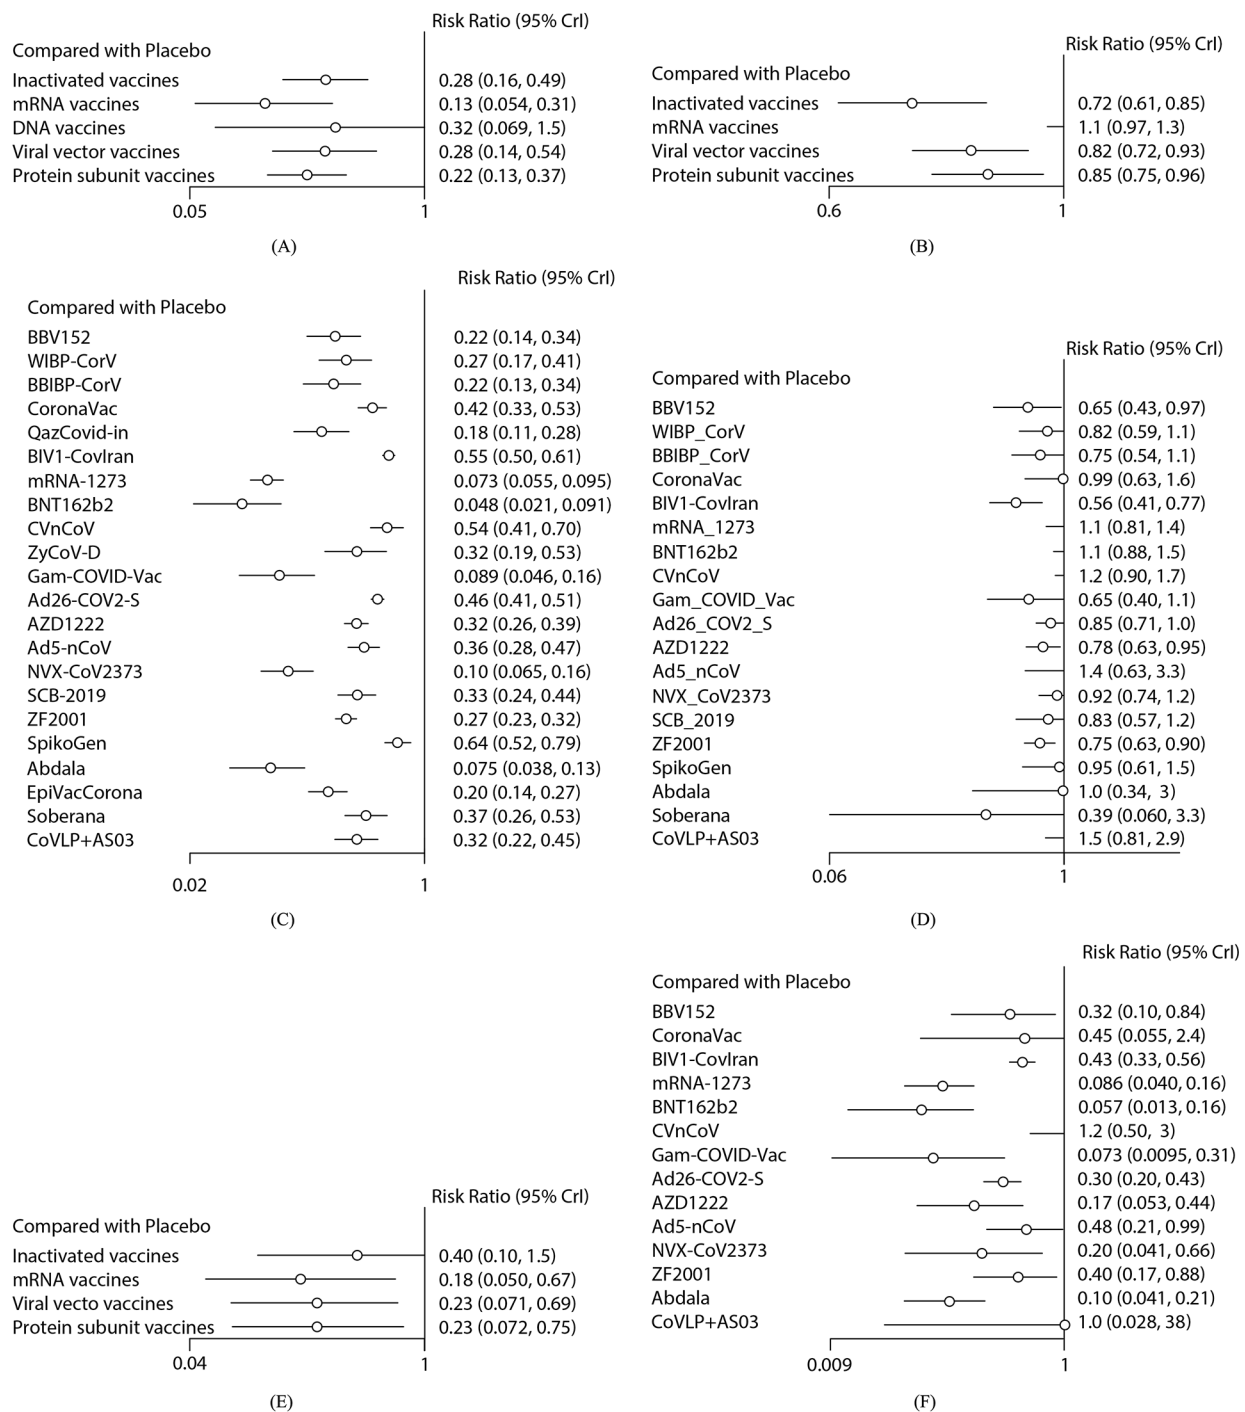 Risk Ratio (95% CrI)
Compared with Placebo
Inactivated vaccines 0.28 (0.16, 0.49)
mRNA vaccines 0.13 (0.054, 0.31)
DNA vaccines 0.32 (0.069, 1.5)
Viral vector vaccines 0.28 (0.14, 0.54)
Protein subunit vaccines 0.22 (0.13, 0.37)
0.05 1
(A)
Risk Ratio (95% CrI)
Compared with Placebo
Inactivated vaccines 0.72 (0.61, 0.85)
mRNA vaccines 1.1 (0.97, 1.3)
Viral vector vaccines 0.82 (0.72, 0.93)
Protein subunit vaccines 0.85 (0.75, 0.96)
0.6 1
(B)
Risk Ratio (95% CrI)
Compared with Placebo
BBV152 0.22 (0.14, 0.34)
WIBP-CorV 0.27 (0.17, 0.41)
BBIBP-CorV 0.22 (0.13, 0.34)
CoronaVac 0.42 (0.33, 0.53)
QazCovid-in 0.18 (0.11, 0.28)
BIV1-CovIran 0.55 (0.50, 0.61)
mRNA-1273 0.073 (0.055, 0.095)
BNT162b2 0.048 (0.021, 0.091)
CVnCoV 0.54 (0.41, 0.70)
ZyCoV-D 0.32 (0.19, 0.53)
Gam-COVID-Vac 0.089 (0.046, 0.16)
Ad26-COV2-S 0.46 (0.41, 0.51)
AZD1222 0.32 (0.26, 0.39)
Ad5-nCoV 0.36 (0.28, 0.47)
NVX-CoV2373 0.10 (0.065, 0.16)
SCB-2019 0.33 (0.24, 0.44)
ZF2001 0.27 (0.23, 0.32)
SpikoGen 0.64 (0.52, 0.79)
Abdala 0.075 (0.038, 0.13)
EpiVacCorona 0.20 (0.14, 0.27)
Soberana 0.37 (0.26, 0.53)
CoVLP+AS03 0.32 (0.22, 0.45)
0.02 1
(C)
Risk Ratio (95% CrI)
Compared with Placebo
BBV152 0.65 (0.43, 0.97)
WIBP_CorV 0.82 (0.59, 1.1)
BBIBP_CorV 0.75 (0.54, 1.1)
CoronaVac 0.99 (0.63, 1.6)
BIV1-CovIran 0.56 (0.41, 0.77)
mRNA_1273 1.1 (0.81, 1.4)
BNT162b2 1.1 (0.88, 1.5)
CVnCoV 1.2 (0.90, 1.7)
Gam_COVID_Vac 0.65 (0.40, 1.1)
Ad26_COV2_S 0.85 (0.71, 1.0)
AZD1222 0.78 (0.63, 0.95)
Ad5_nCoV 1.4 (0.63, 3.3)
NVX_CoV2373 0.92 (0.74, 1.2)
SCB_2019 0.83 (0.57, 1.2)
ZF2001 0.75 (0.63, 0.90)
SpikoGen 0.95 (0.61, 1.5)
Abdala 1.0 (0.34, 3)
Soberana 0.39 (0.060, 3.3)
CoVLP+AS03 1.5 (0.81, 2.9)
0.06 1
(D)
Risk Ratio (95% CrI)
Compared with Placebo
Inactivated vaccines 0.40 (0.10, 1.5)
mRNA vaccines 0.18 (0.050, 0.67)
Viral vecto vaccines 0.23 (0.071, 0.69)
Protein subunit vaccines 0.23 (0.072, 0.75)
0.04 1
(E)
Risk Ratio (95% CrI)
Compared with Placebo
BBV152 0.32 (0.10, 0.84)
CoronaVac 0.45 (0.055, 2.4)
BIV1-CovIran 0.43 (0.33, 0.56)
mRNA-1273 0.086 (0.040, 0.16)
BNT162b2 0.057 (0.013, 0.16)
CVnCoV 1.2 (0.50, 3)
Gam-COVID-Vac 0.073 (0.0095, 0.31)
Ad26-COV2-S 0.30 (0.20, 0.43)
AZD1222 0.17 (0.053, 0.44)
Ad5-nCoV 0.48 (0.21, 0.99)
NVX-CoV2373 0.20 (0.041, 0.66)
ZF2001 0.40 (0.17, 0.88)
Abdala 0.10 (0.041, 0.21)
CoVLP+AS03 1.0 (0.028, 38)
0.009 1
(F)